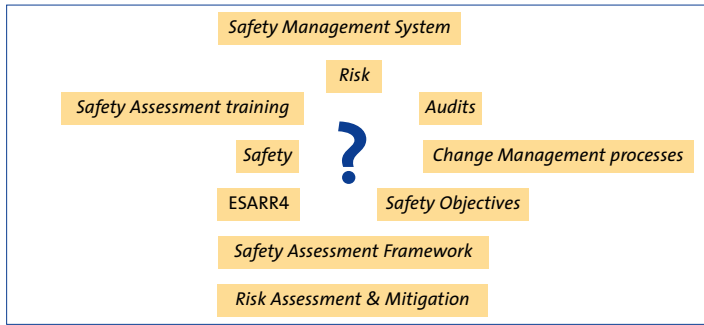 Safety Management System
Risk
Safety Assessment training
Audits
?
Safety
Change Management processes
ESARR4
Safety Objectives
Safety Assessment Framework
Risk Assessment & Mitigation